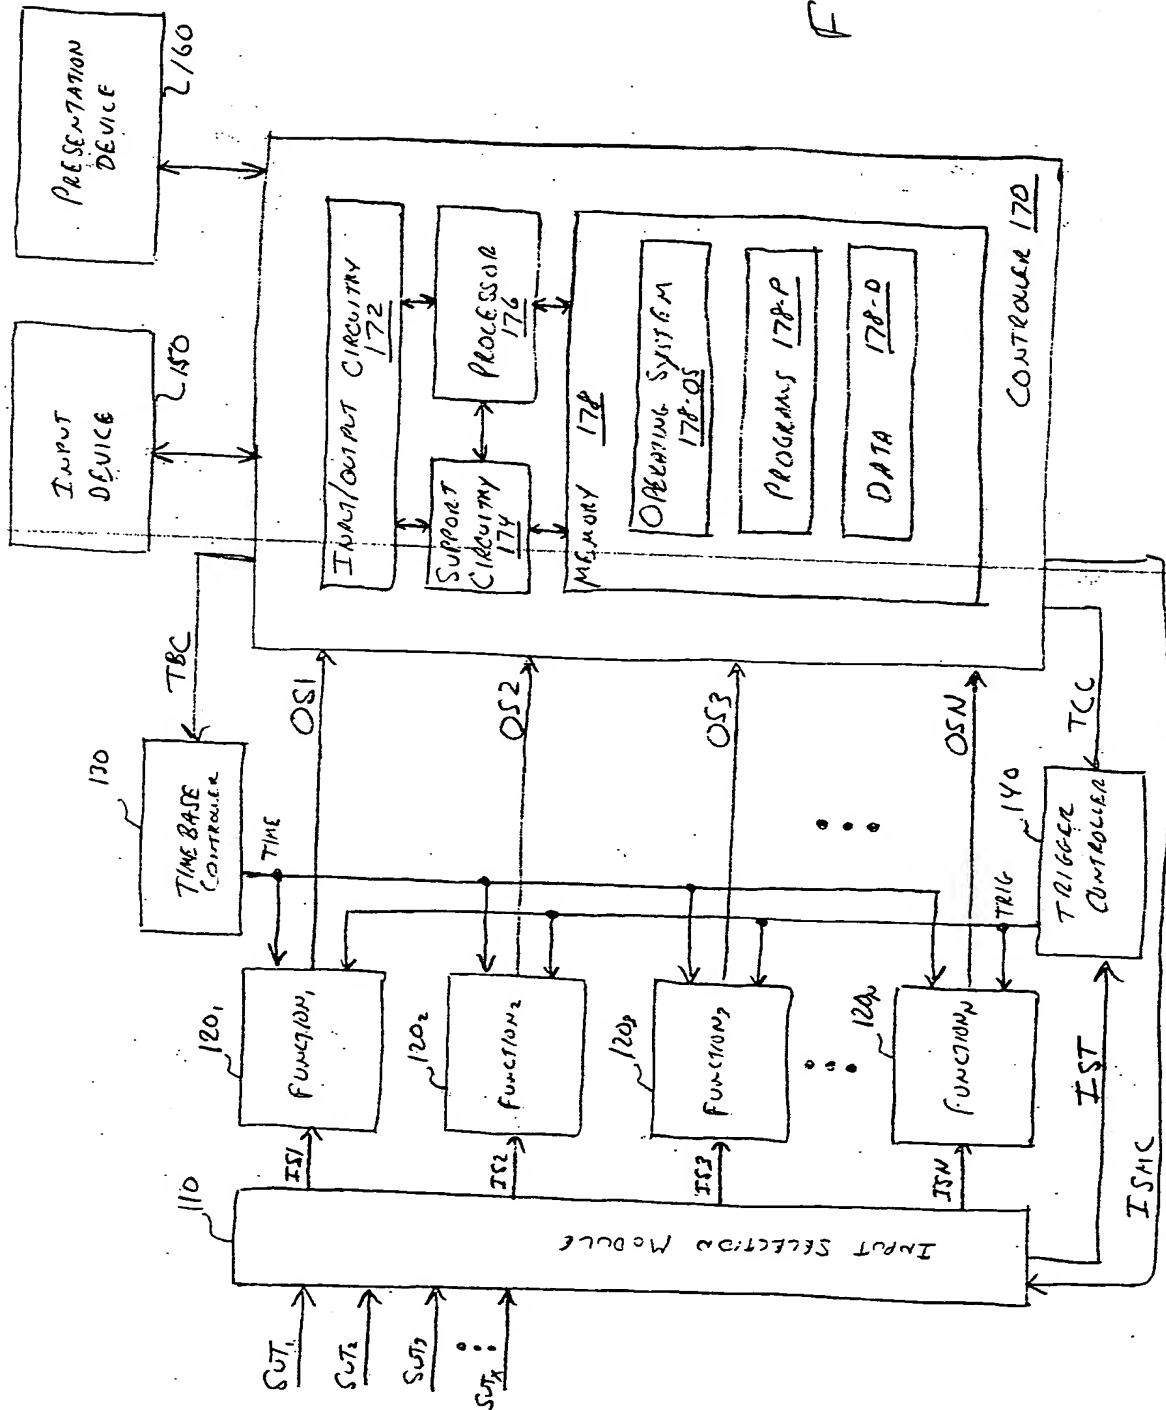 PRESENTATION
DEVICE
160
INPUT
DEVICE
150
F
TBC
130
TIME BASE
CONTROLLER
TIME
INPUT/OUTPUT CIRCUITRY
172
SUPPORT
CIRCUITRY
174
PROCESSOR
176
MEMORY 178
OPERATING SYSTEM
178-OS
PROGRAMS 178-P
DATA 178-D
CONTROLLER 170
OS1
OS2
OS3
OSN
...
TCC
140
TRIGGER
CONTROLLER
TRIG
120₁
FUNCTION₁
120₂
FUNCTION₂
120₃
FUNCTION₃
...
120N
FUNCTIONN
IS1
IS2
IS3
ISN
IST
ISMC
110
INPUT SELECTION MODULE
SUT₁
SUT₂
SUT₃
...
SUTX